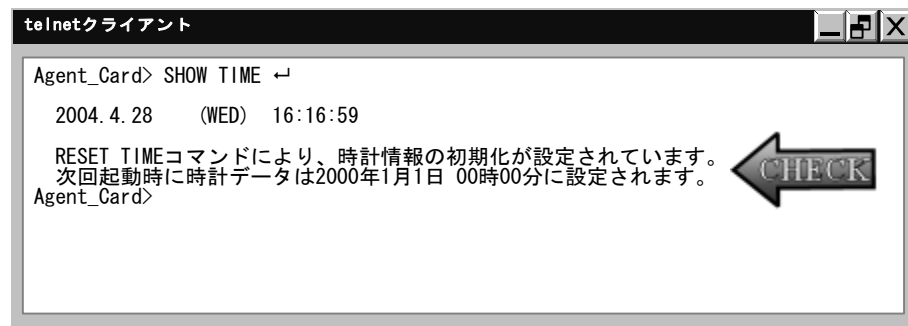 telnetクライアント
Agent_Card> SHOW TIME ↵
2004.4.28 (WED) 16:16:59
RESET TIMEコマンドにより、時計情報の初期化が設定されています。
次回起動時に時計データは2000年1月1日 00時00分に設定されます。
CHECK
Agent_Card>